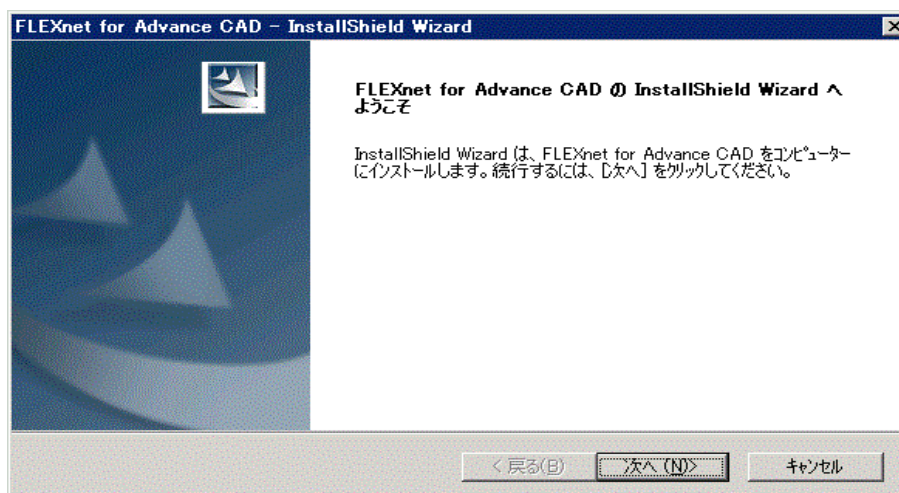 FLEXnet for Advance CAD - InstallShield Wizard
FLEXnet for Advance CAD の InstallShield Wizard へ
ようこそ
InstallShield Wizard は、FLEXnet for Advance CAD をコンピューター
にインストールします。続行するには、[次へ] をクリックしてください。
< 戻る(B)
次へ (N)>
キャンセル